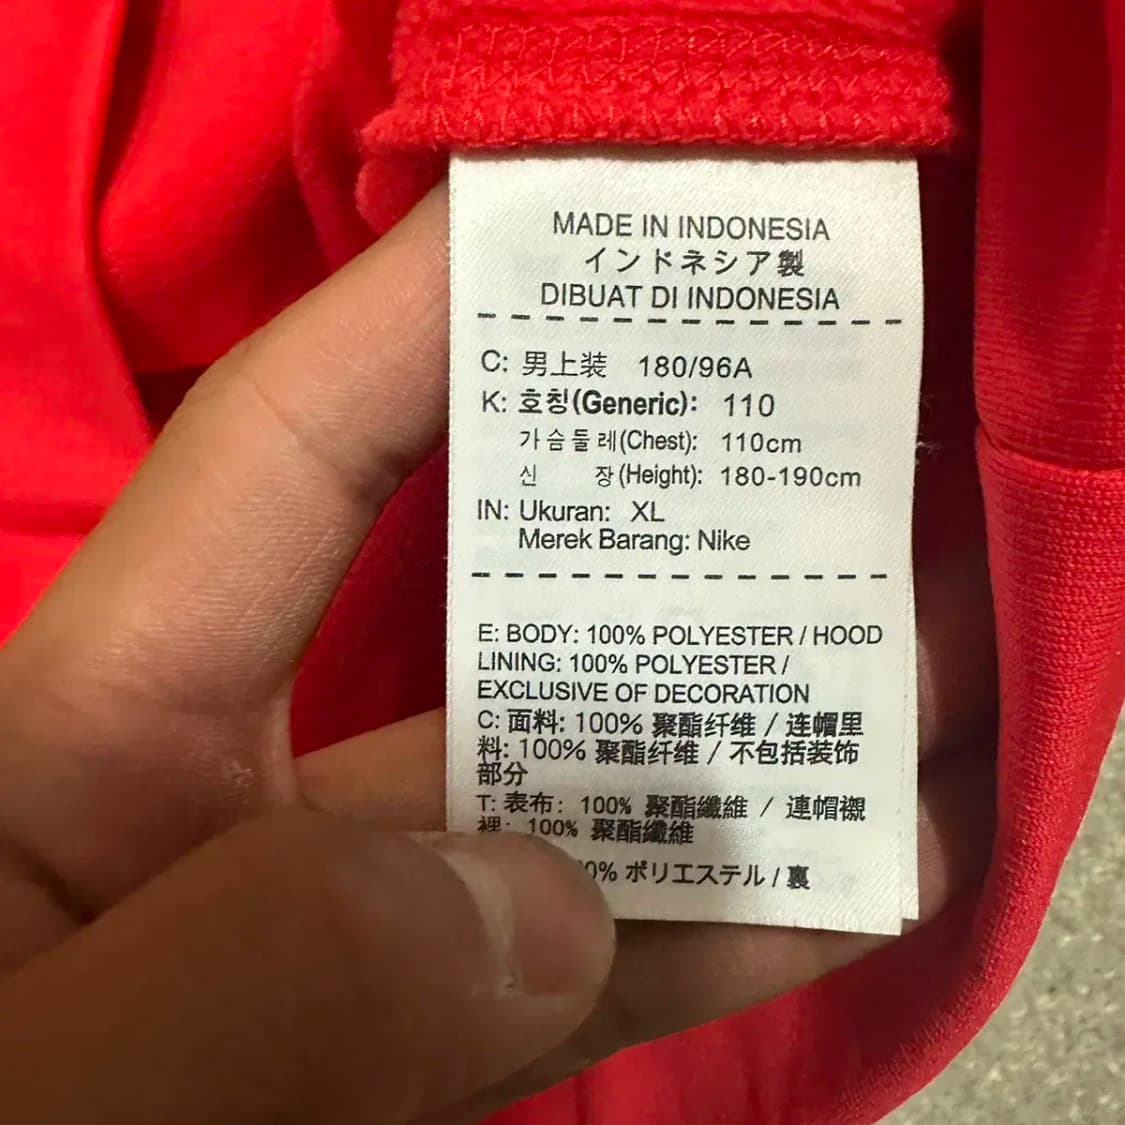 MADE IN INDONESIA
インドネシア製
DIBUAT DI INDONESIA
C: 男上装 180/96A
K: 호칭(Generic): 110
가슴둘레(Chest): 110cm
신 장(Height): 180-190cm
IN: Ukuran: XL
Merek Barang: Nike
E: BODY: 100% POLYESTER / HOOD
LINING: 100% POLYESTER /
EXCLUSIVE OF DECORATION
C: 面料: 100% 聚酯纤维 / 连帽里
料: 100% 聚酯纤维 / 不包括装饰
部分
T: 表布: 100% 聚酯纖維 / 連帽襯
裡: 100% 聚酯纖維
0% ポリエステル / 裏